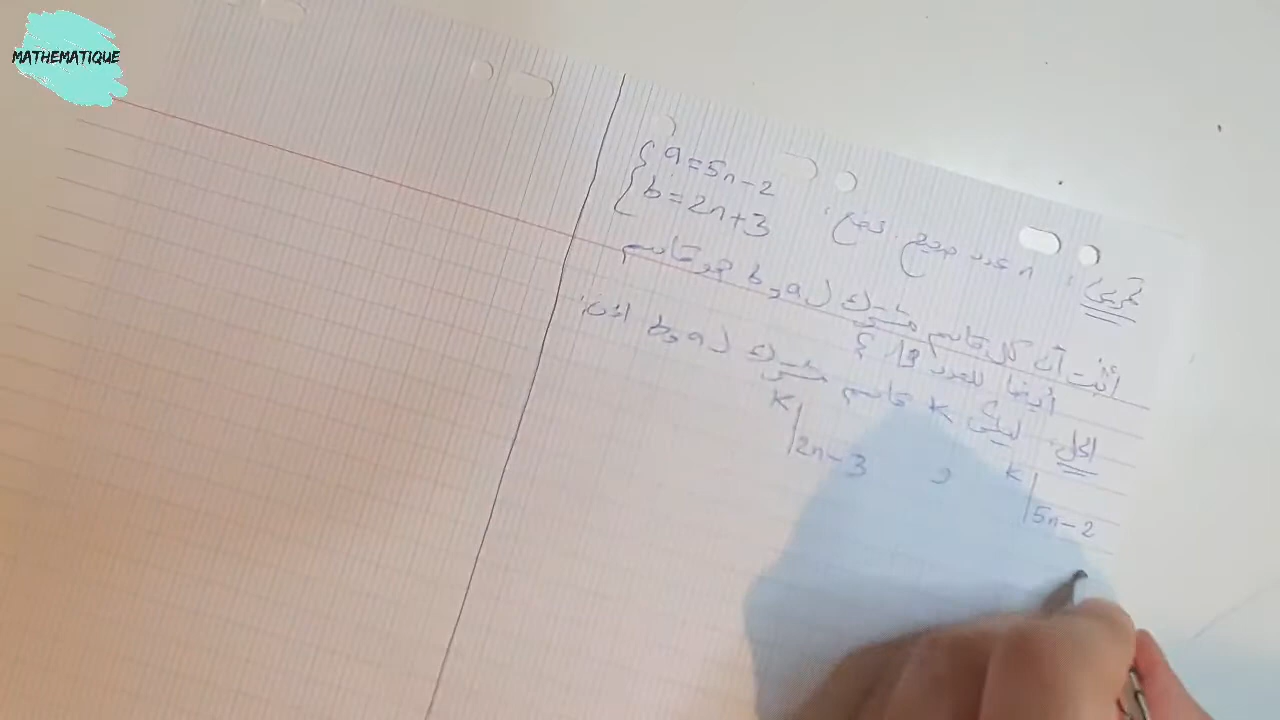 MATHEMATIQUE
تمرين: n عدد صحيح. نضع:
{ a = 5n-2
b = 2n+3
أثبت أن كل قاسم مشترك لـ a و b هو قاسم
أيضا للعدد 19 ؟
الحل: ليكن k قاسم مشترك لـ a و b اذن:
k | 5n-2 و k | 2n-3